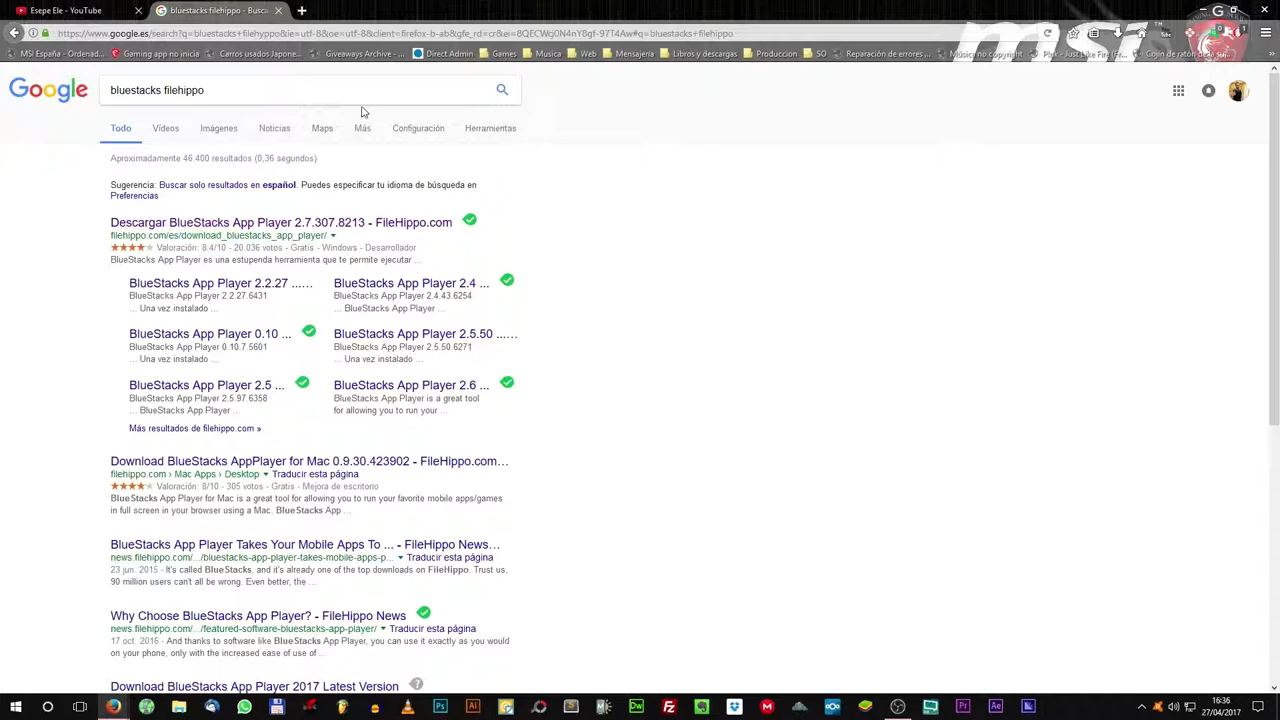 Esepe Ele - YouTube
bluestacks filehippo - Busc...
https://www.google.es/search?q=bluestacks+filehyppo&ie=utf-8&oe=utf-8&client=firefox-b-ab&gfe_rd=cr&ei=8QECWcjON4nY8gf-97T4Dw#q=bluestacks+filehippo
MSI España - Ordenad...
Gaming app no inicia
Carros usados Japone...
Giveaways Archive -...
Direct Admin
Games
Musica
Web
Mensajería
Libros y descargas
Produccion
SO
Reparación de errores...
Música no copyright
Cojin de ratón de la su...
msi
Google
bluestacks filehippo
Todo
Vídeos
Imágenes
Noticias
Maps
Más
Configuración
Herramientas
Aproximadamente 46.400 resultados (0,36 segundos)
Sugerencia: Buscar solo resultados en español. Puedes especificar tu idioma de búsqueda en
Preferencias
Descargar BlueStacks App Player 2.7.307.8213 - FileHippo.com
filehippo.com/es/download_bluestacks_app_player/
Valoración: 8.4/10 - 20.036 votos - Gratis - Windows - Desarrollador
BlueStacks App Player es una estupenda herramienta que te permite ejecutar ...
BlueStacks App Player 2.2.27 ...…
BlueStacks App Player 2.2.27.6431
... Una vez instalado ...
BlueStacks App Player 2.4 ...
BlueStacks App Player 2.4.43.6254
... BlueStacks App Player ...
BlueStacks App Player 0.10 ...
BlueStacks App Player 0.10.7.5601
... Una vez instalado ...
BlueStacks App Player 2.5.50 ...…
BlueStacks App Player 2.5.50.6271
... Una vez instalado ...
BlueStacks App Player 2.5 ...
BlueStacks App Player 2.5.97.6358
... BlueStacks App Player ...
BlueStacks App Player 2.6 ...
BlueStacks App Player is a great tool
for allowing you to run your ...
Más resultados de filehippo.com »
Download BlueStacks AppPlayer for Mac 0.9.30.423902 - FileHippo.com…
filehippo.com › Mac Apps › Desktop
Traducir esta página
Valoración: 8/10 - 305 votos - Gratis - Mejora de escritorio
BlueStacks App Player for Mac is a great tool for allowing you to run your favorite mobile apps/games
in full screen in your browser using a Mac. BlueStacks App ...
BlueStacks App Player Takes Your Mobile Apps To ... - FileHippo News…
news.filehippo.com/.../bluestacks-app-player-takes-mobile-apps-p...
Traducir esta página
23 jun. 2015 - It's called BlueStacks, and it's already one of the top downloads on FileHippo. Trust us,
90 million users can't all be wrong. Even better, the ...
Why Choose BlueStacks App Player? - FileHippo News
news.filehippo.com/.../featured-software-bluestacks-app-player/
Traducir esta página
17 oct. 2016 - And thanks to software like BlueStacks App Player, you can use it exactly as you would
on your phone, only with the increased ease of use of ...
Download BlueStacks App Player 2017 Latest Version
16:36
27/04/2017